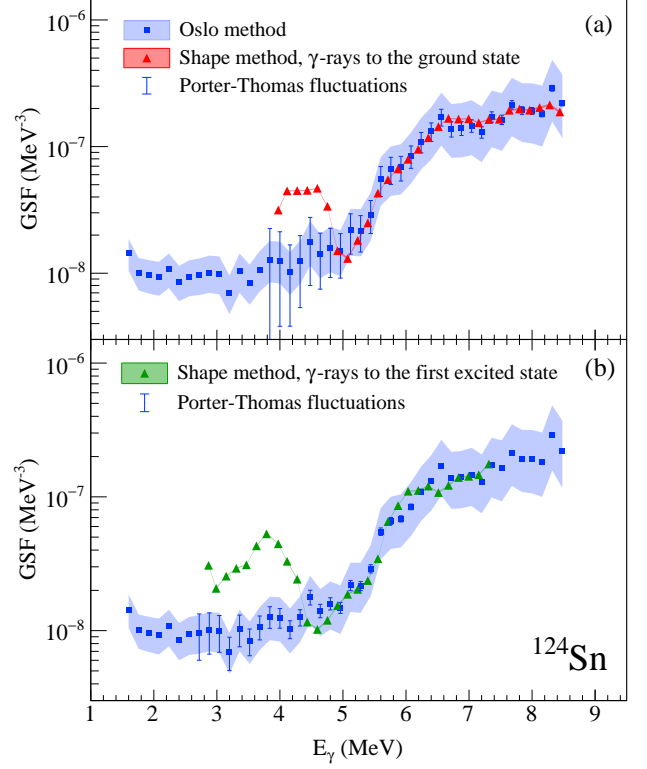 10⁻⁶
(a)
Oslo method
Shape method, γ-rays to the ground state
Porter-Thomas fluctuations
GSF (MeV⁻³)
10⁻⁷
10⁻⁸
10⁻⁶
(b)
Shape method, γ-rays to the first excited state
Porter-Thomas fluctuations
GSF (MeV⁻³)
10⁻⁷
10⁻⁸
¹²⁴Sn
1 2 3 4 5 6 7 8 9
E_γ (MeV)